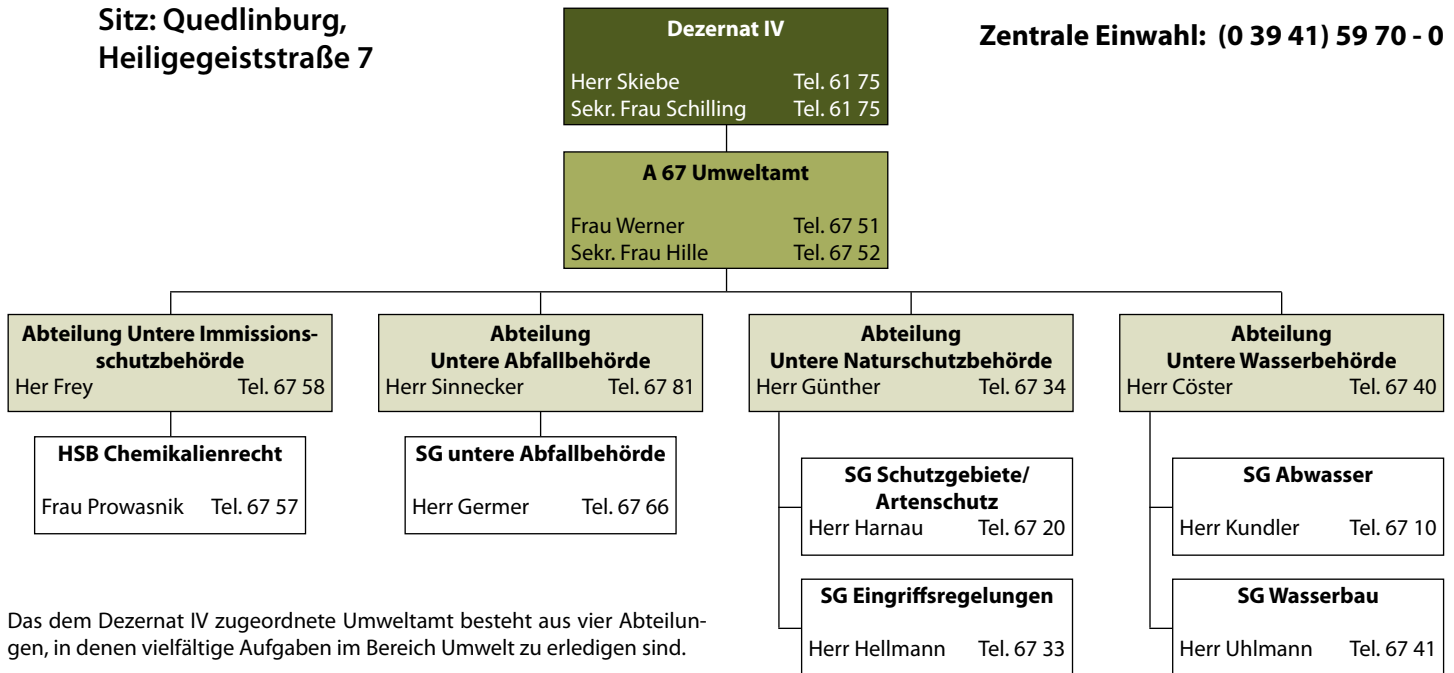 Sitz: Quedlinburg,
Heiligegeiststraße 7
Dezernat IV
Herr Skiebe Tel. 61 75
Sekr. Frau Schilling Tel. 61 75
Zentrale Einwahl: (0 39 41) 59 70 - 0
A 67 Umweltamt
Frau Werner Tel. 67 51
Sekr. Frau Hille Tel. 67 52
Abteilung Untere Immissions-
schutzbehörde
Her Frey Tel. 67 58
HSB Chemikalienrecht
Frau Prowasnik Tel. 67 57
Abteilung
Untere Abfallbehörde
Herr Sinnecker Tel. 67 81
SG untere Abfallbehörde
Herr Germer Tel. 67 66
Abteilung
Untere Naturschutzbehörde
Herr Günther Tel. 67 34
SG Schutzgebiete/
Artenschutz
Herr Harnau Tel. 67 20
SG Eingriffsregelungen
Herr Hellmann Tel. 67 33
Abteilung
Untere Wasserbehörde
Herr Cöster Tel. 67 40
SG Abwasser
Herr Kundler Tel. 67 10
SG Wasserbau
Herr Uhlmann Tel. 67 41
Das dem Dezernat IV zugeordnete Umweltamt besteht aus vier Abteilun-
gen, in denen vielfältige Aufgaben im Bereich Umwelt zu erledigen sind.